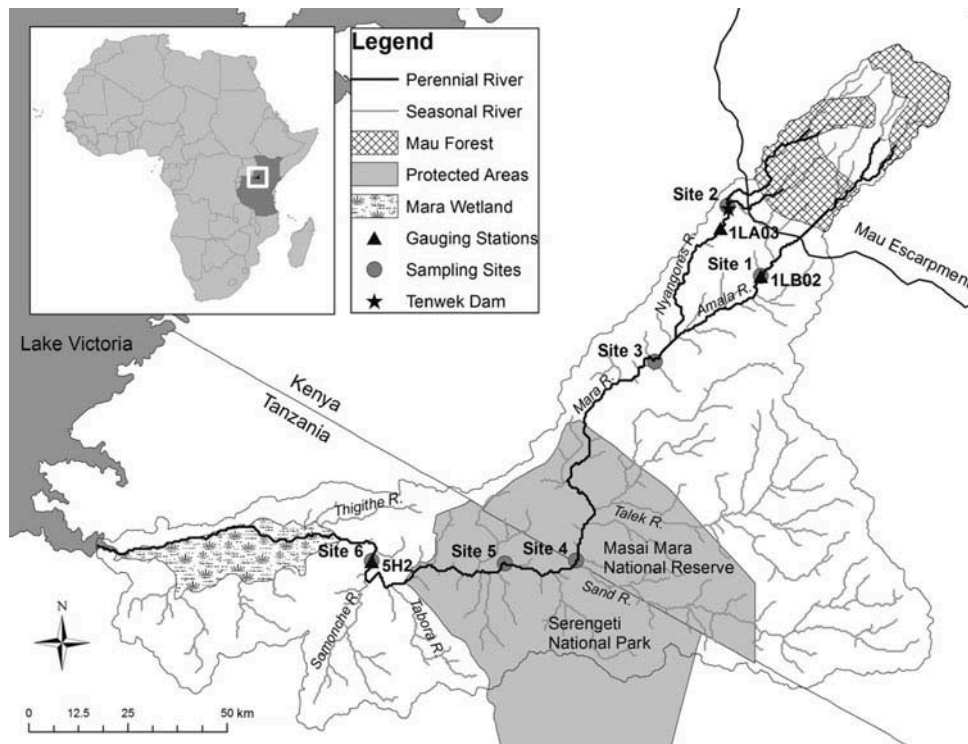 Legend
Perennial River
Seasonal River
Mau Forest
Protected Areas
Mara Wetland
Gauging Stations
Sampling Sites
Tenwek Dam
Site 2
1LA03
Mau Escarpment
Site 1
1LB02
Nyangores R.
Amala R.
Lake Victoria
Site 3
Kenya
Tanzania
Mara R.
Thigithe R.
Talek R.
Site 6
5H2
Site 5
Site 4
Masai Mara
National Reserve
Sand R.
Somonche R.
Tabora R.
Serengeti
National Park
N
0 12.5 25 50 km